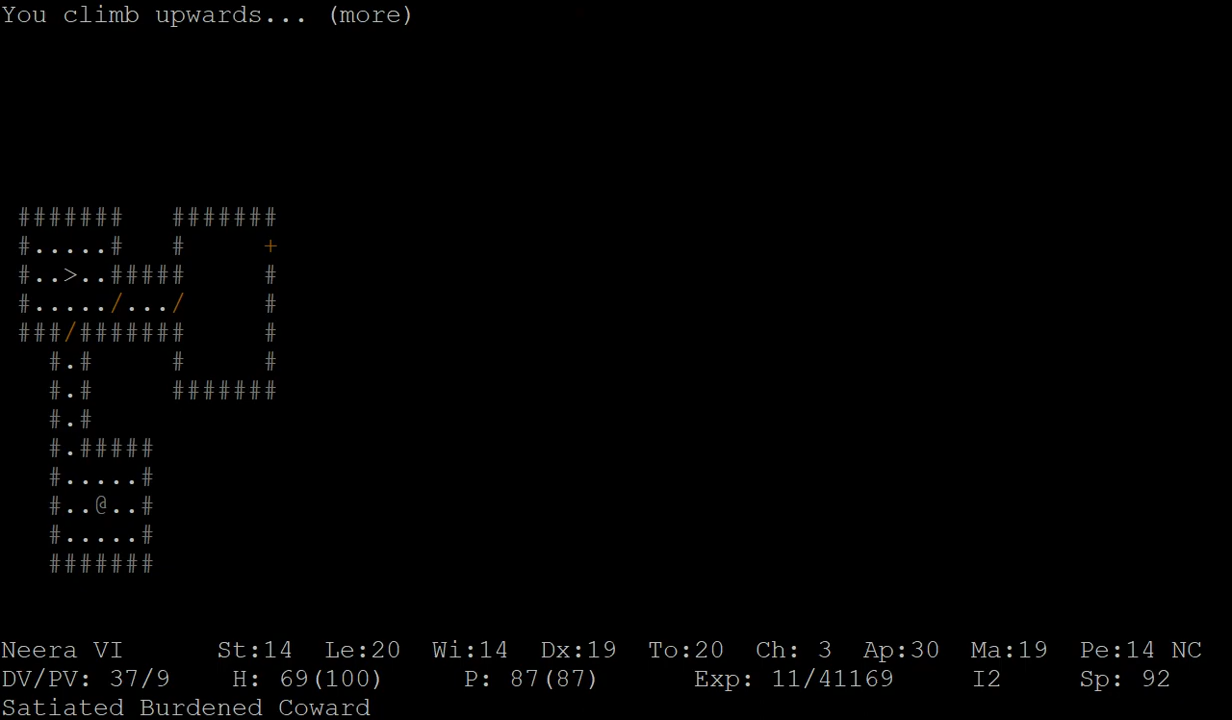 You climb upwards... (more)
#######   #######
#.....#   #     +
#..>..#####     #
#...../.../     #
###/#######     #
  #.#     #     #
  #.#     #######
  #.#
  #.#####
  #.....#
  #..@..#
  #.....#
  #######
Neera VI St:14 Le:20 Wi:14 Dx:19 To:20 Ch: 3 Ap:30 Ma:19 Pe:14 NC
DV/PV: 37/9 H: 69(100) P: 87(87) Exp: 11/41169 I2 Sp: 92
Satiated Burdened Coward